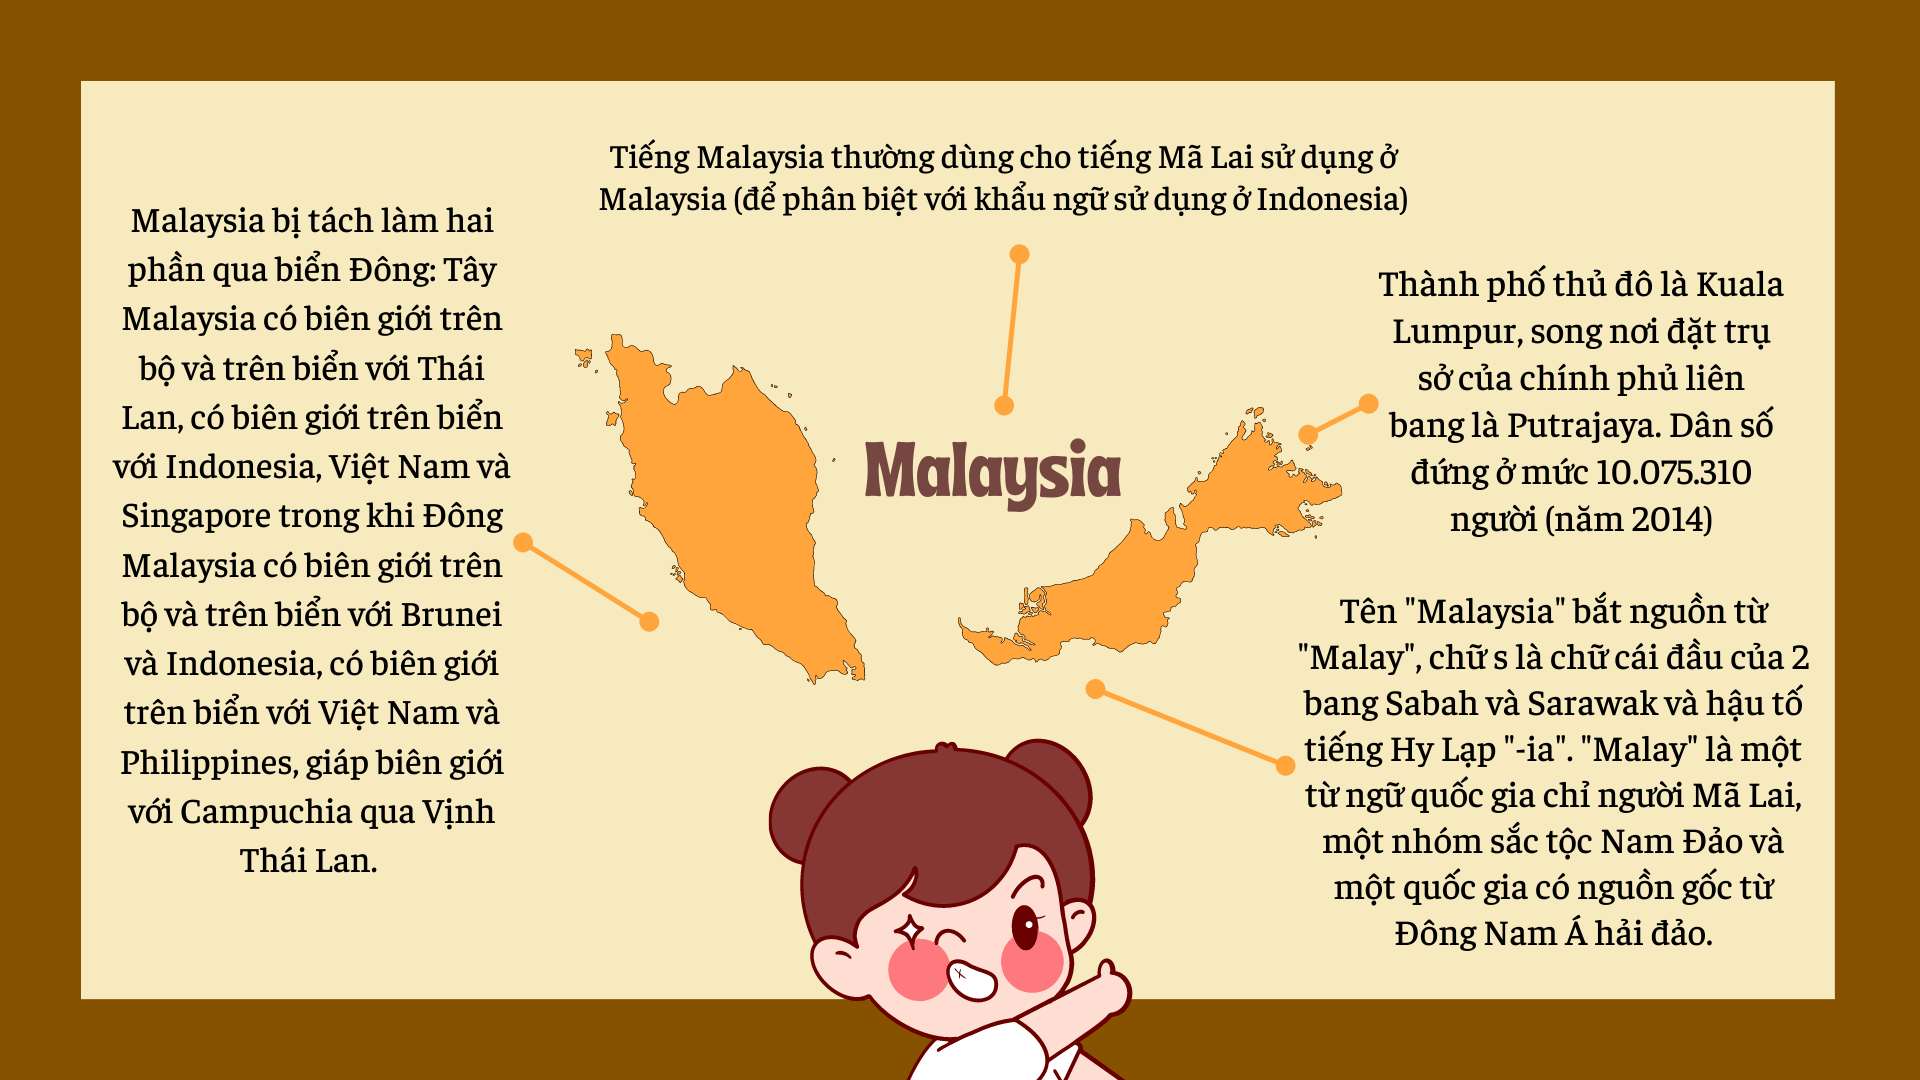 Tiếng Malaysia thường dùng cho tiếng Mã Lai sử dụng ở
Malaysia (để phân biệt với khẩu ngữ sử dụng ở Indonesia)
Malaysia bị tách làm hai
phần qua biển Đông: Tây
Malaysia có biên giới trên
bộ và trên biển với Thái
Lan, có biên giới trên biển
với Indonesia, Việt Nam và
Singapore trong khi Đông
Malaysia có biên giới trên
bộ và trên biển với Brunei
và Indonesia, có biên giới
trên biển với Việt Nam và
Philippines, giáp biên giới
với Campuchia qua Vịnh
Thái Lan.
Malaysia
Thành phố thủ đô là Kuala
Lumpur, song nơi đặt trụ
sở của chính phủ liên
bang là Putrajaya. Dân số
đứng ở mức 10.075.310
người (năm 2014)
Tên "Malaysia" bắt nguồn từ
"Malay", chữ s là chữ cái đầu của 2
bang Sabah và Sarawak và hậu tố
tiếng Hy Lạp "-ia". "Malay" là một
từ ngữ quốc gia chỉ người Mã Lai,
một nhóm sắc tộc Nam Đảo và
một quốc gia có nguồn gốc từ
Đông Nam Á hải đảo.